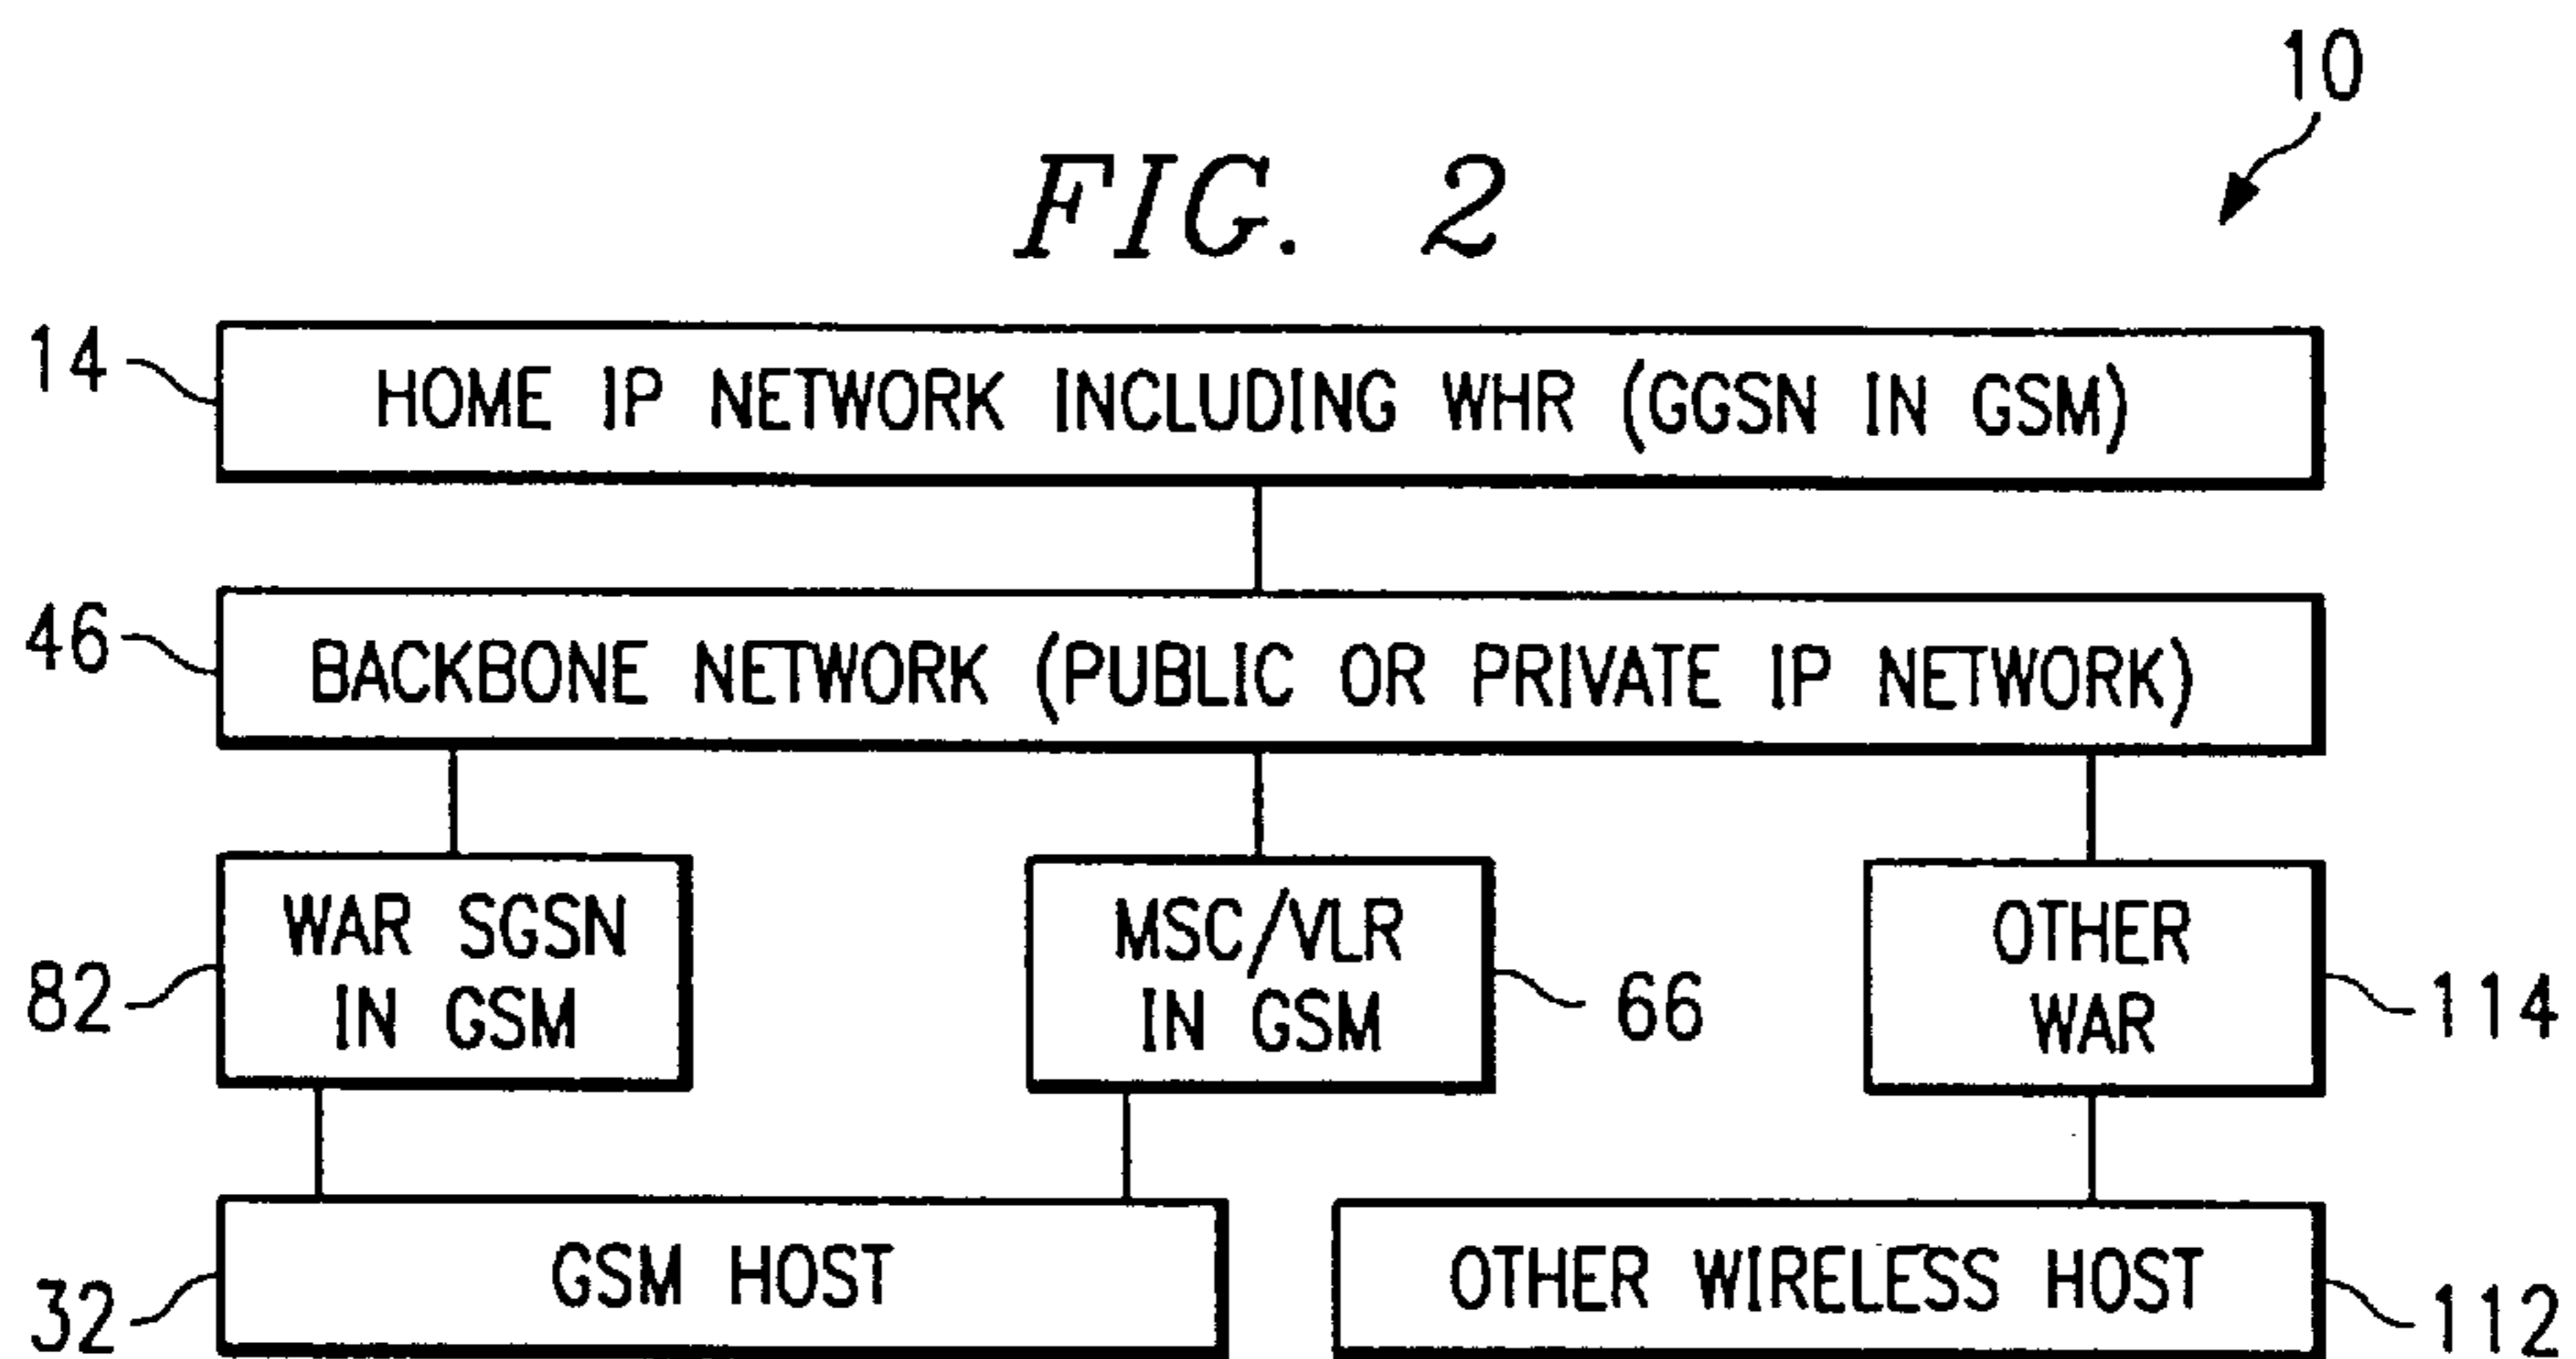 10
FIG. 2
14
HOME IP NETWORK INCLUDING WHR (GGSN IN GSM)
46
BACKBONE NETWORK (PUBLIC OR PRIVATE IP NETWORK)
82
WAR SGSN
IN GSM
MSC/VLR
IN GSM
66
OTHER
WAR
114
32
GSM HOST
OTHER WIRELESS HOST
112